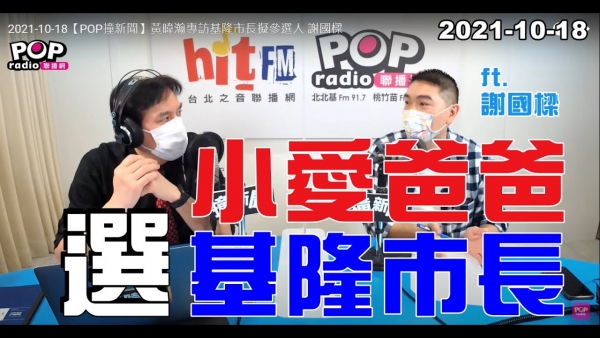 2021-10-18【POP撞新聞】黃暐瀚專訪基隆市長擬參選人 謝國樑
2021-10-18
POP
radio 聯播網
hit FM
台北之音聯播網
POP
radio 聯播網
北北基 Fm 91.7 桃竹苗
ft.
謝國樑
小愛爸爸
選 基隆市長
POP
radio